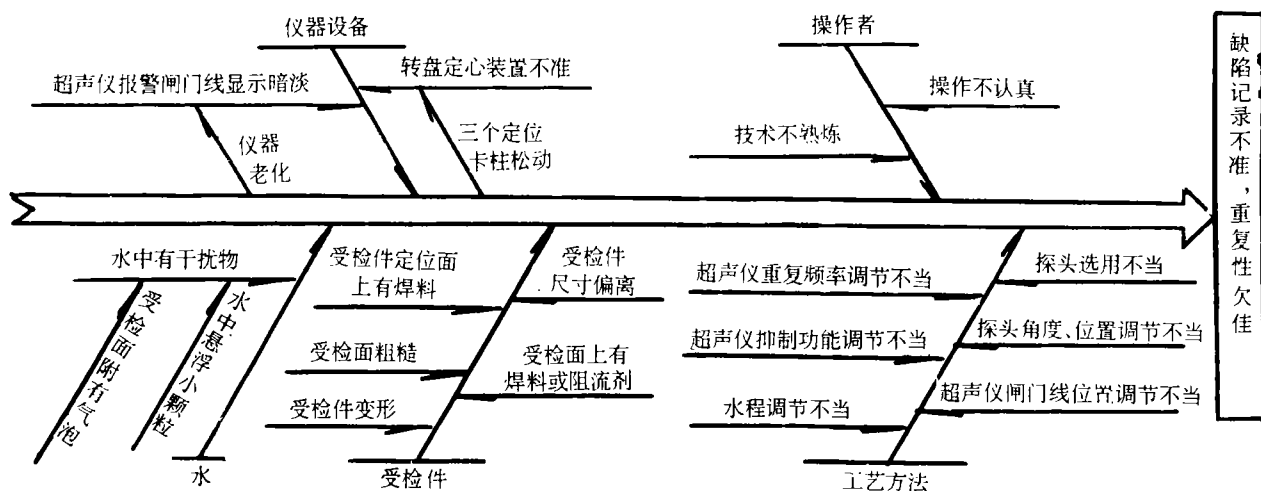 仪器设备
操作者
超声仪报警闸门线显示暗淡
转盘定心装置不准
操作不认真
技术不熟炼
仪器
老化
三个定位
卡柱松动
缺陷记录不准，重复性欠佳
水中有干扰物
受检面附有气泡
水中悬浮小颗粒
水
受检件定位面
上有焊料
受检件
尺寸偏离
受检面粗糙
受检面上有
焊料或阻流剂
受检件变形
受检件
超声仪重复频率调节不当
探头选用不当
超声仪抑制功能调节不当
探头角度、位置调节不当
水程调节不当
超声仪闸门线位置调节不当
工艺方法